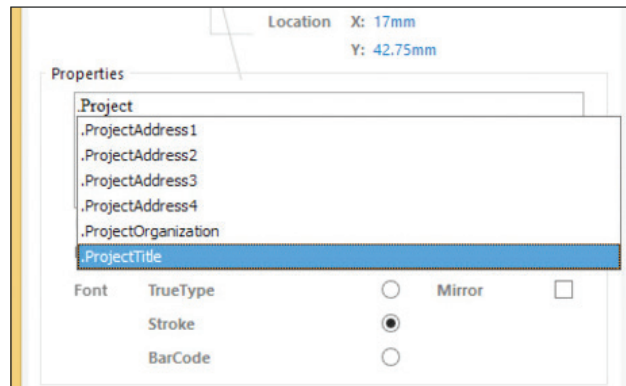 Location X: 17mm
Y: 42.75mm
Properties
.Project
.ProjectAddress1
.ProjectAddress2
.ProjectAddress3
.ProjectAddress4
.ProjectOrganization
.ProjectTitle
Font TrueType Mirror
Stroke
BarCode